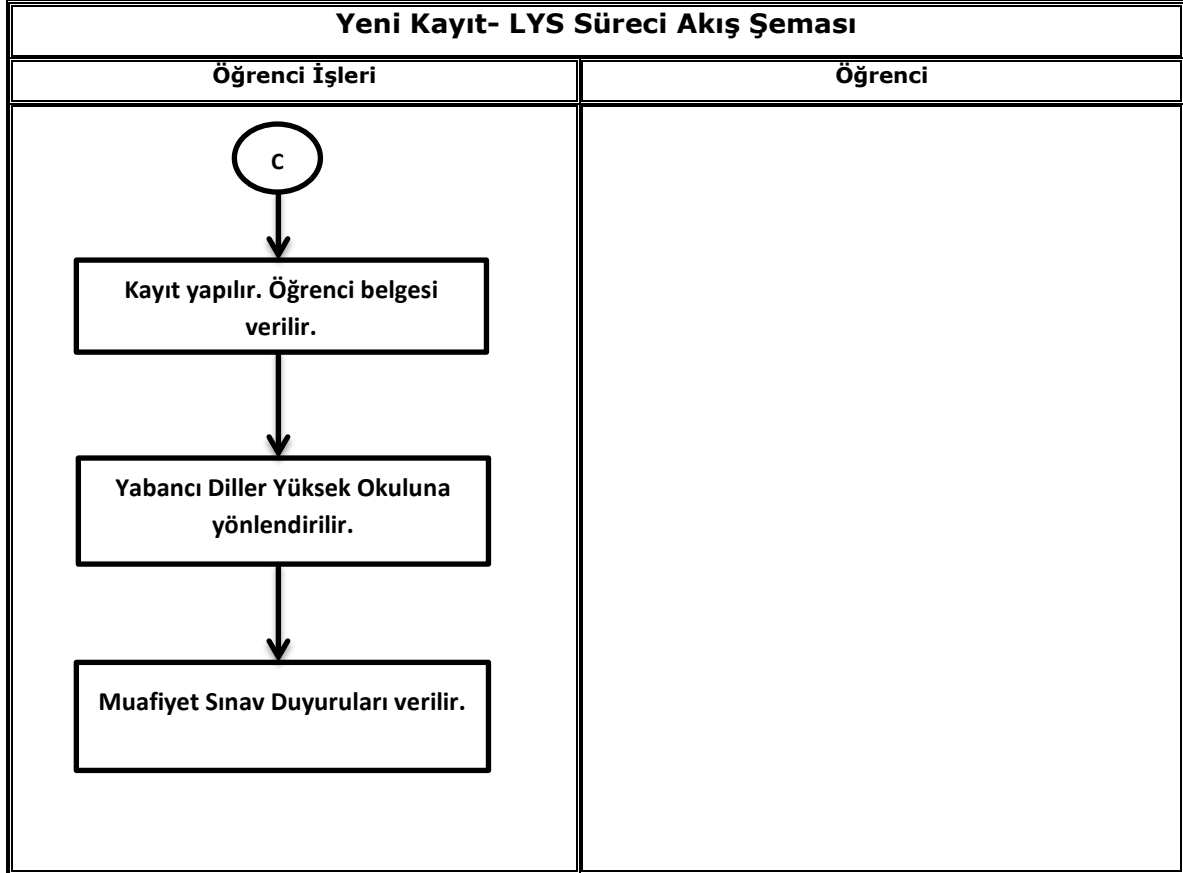 Yeni Kayıt- LYS Süreci Akış Şeması
Öğrenci İşleri
Öğrenci
C
Kayıt yapılır. Öğrenci belgesi
verilir.
Yabancı Diller Yüksek Okuluna
yönlendirilir.
Muafiyet Sınav Duyuruları verilir.